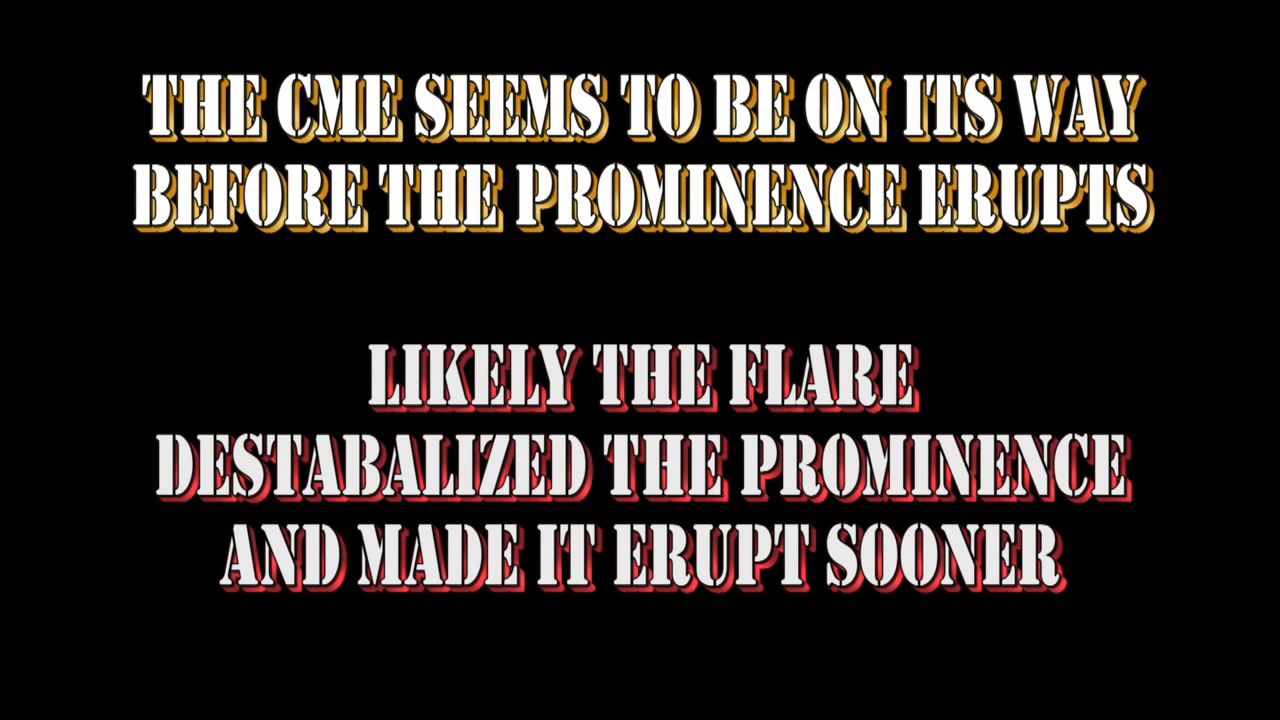 THE CME SEEMS TO BE ON ITS WAY
BEFORE THE PROMINENCE ERUPTS
LIKELY THE FLARE
DESTABALIZED THE PROMINENCE
AND MADE IT ERUPT SOONER